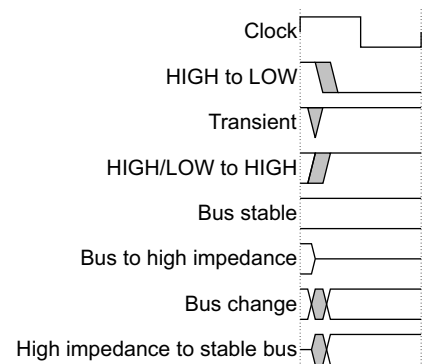 Clock
HIGH to LOW
Transient
HIGH/LOW to HIGH
Bus stable
Bus to high impedance
Bus change
High impedance to stable bus